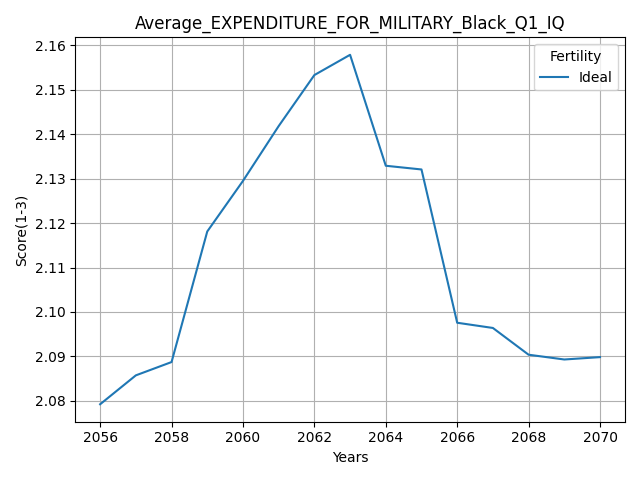 Average_EXPENDITURE_FOR_MILITARY_Black_Q1_IQ
Fertility
Ideal
Score(1-3)
2.16
2.15
2.14
2.13
2.12
2.11
2.10
2.09
2.08
2056 2058 2060 2062 2064 2066 2068 2070
Years